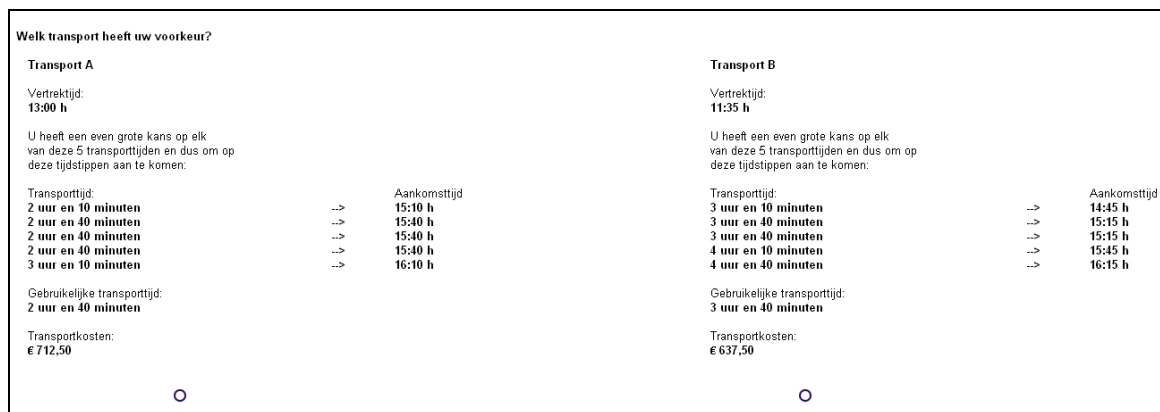 Welk transport heeft uw voorkeur?
Transport A
Vertrektijd:
13:00 h
U heeft een even grote kans op elk
van deze 5 transporttijden en dus om op
deze tijdstippen aan te komen:
Transporttijd: Aankomsttijd
2 uur en 10 minuten --> 15:10 h
2 uur en 40 minuten --> 15:40 h
2 uur en 40 minuten --> 15:40 h
2 uur en 40 minuten --> 15:40 h
3 uur en 10 minuten --> 16:10 h
Gebruikelijke transporttijd:
2 uur en 40 minuten
Transportkosten:
€ 712,50
Transport B
Vertrektijd:
11:35 h
U heeft een even grote kans op elk
van deze 5 transporttijden en dus om op
deze tijdstippen aan te komen:
Transporttijd: Aankomsttijd
3 uur en 10 minuten --> 14:45 h
3 uur en 40 minuten --> 15:15 h
3 uur en 40 minuten --> 15:15 h
4 uur en 10 minuten --> 15:45 h
4 uur en 40 minuten --> 16:15 h
Gebruikelijke transporttijd:
3 uur en 40 minuten
Transportkosten:
€ 637,50